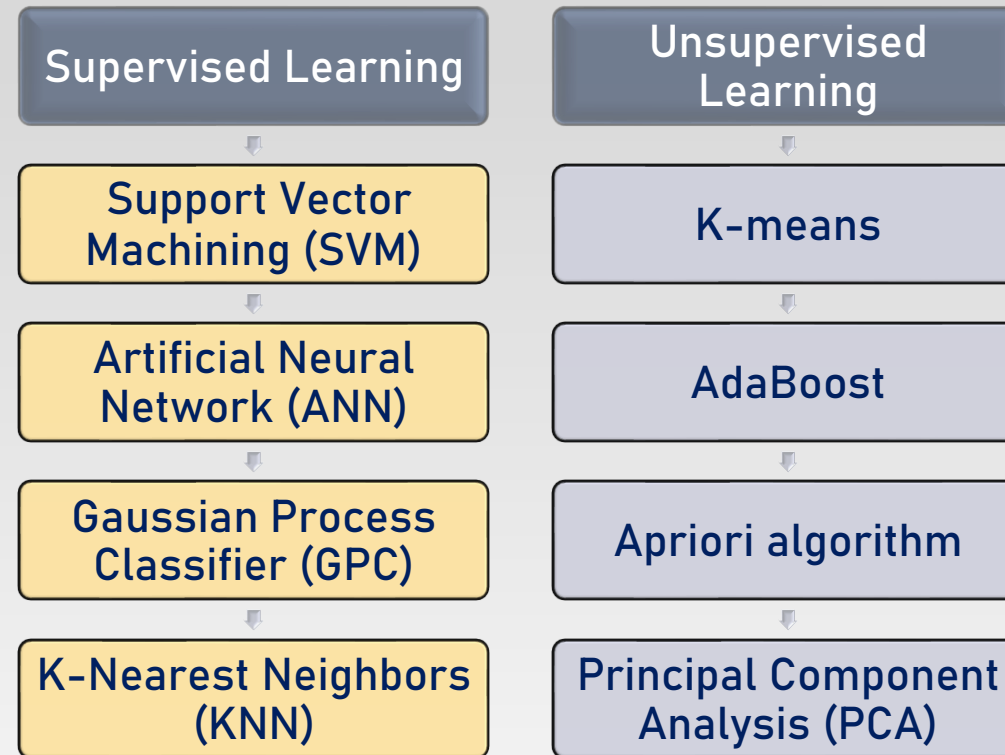 Supervised Learning
Support Vector
Machining (SVM)
Artificial Neural
Network (ANN)
Gaussian Process
Classifier (GPC)
K-Nearest Neighbors
(KNN)
Unsupervised
Learning
K-means
AdaBoost
Apriori algorithm
Principal Component
Analysis (PCA)